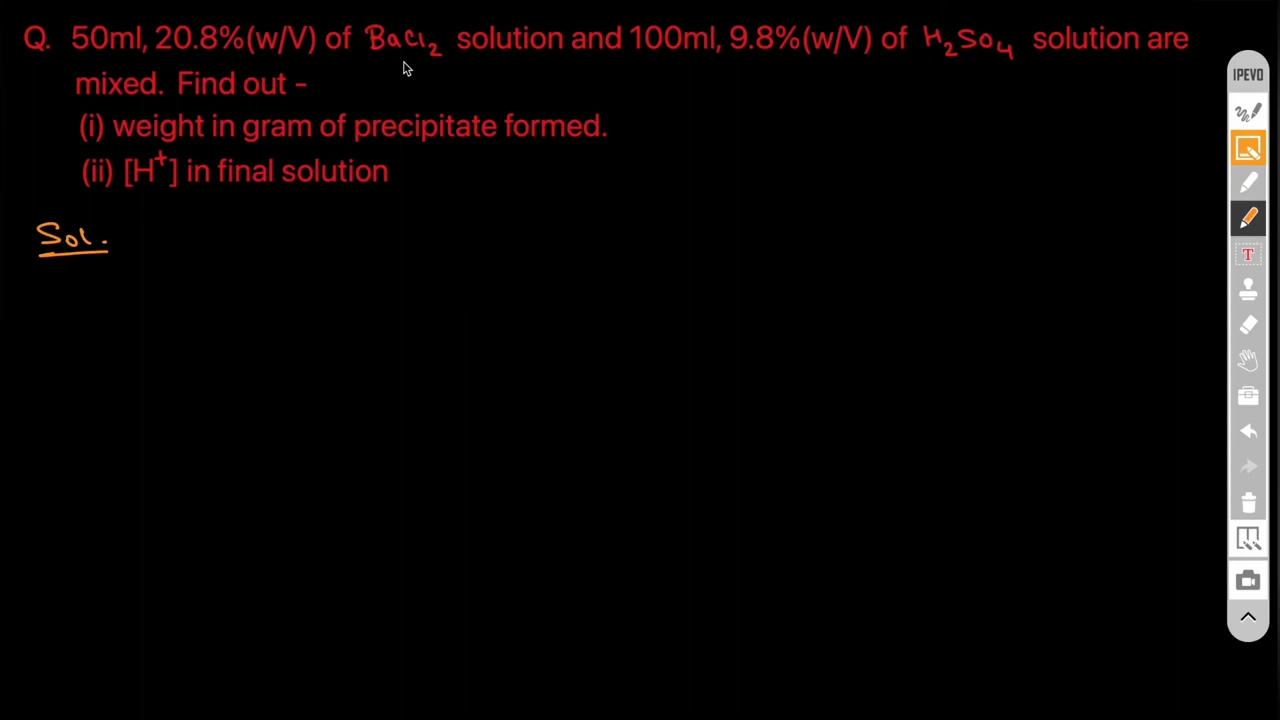 Q. 50ml, 20.8%(w/V) of BaCl₂ solution and 100ml, 9.8%(w/V) of H₂SO₄ solution are
mixed. Find out -
(i) weight in gram of precipitate formed.
(ii) [H⁺] in final solution
Sol.
IPEVO
T